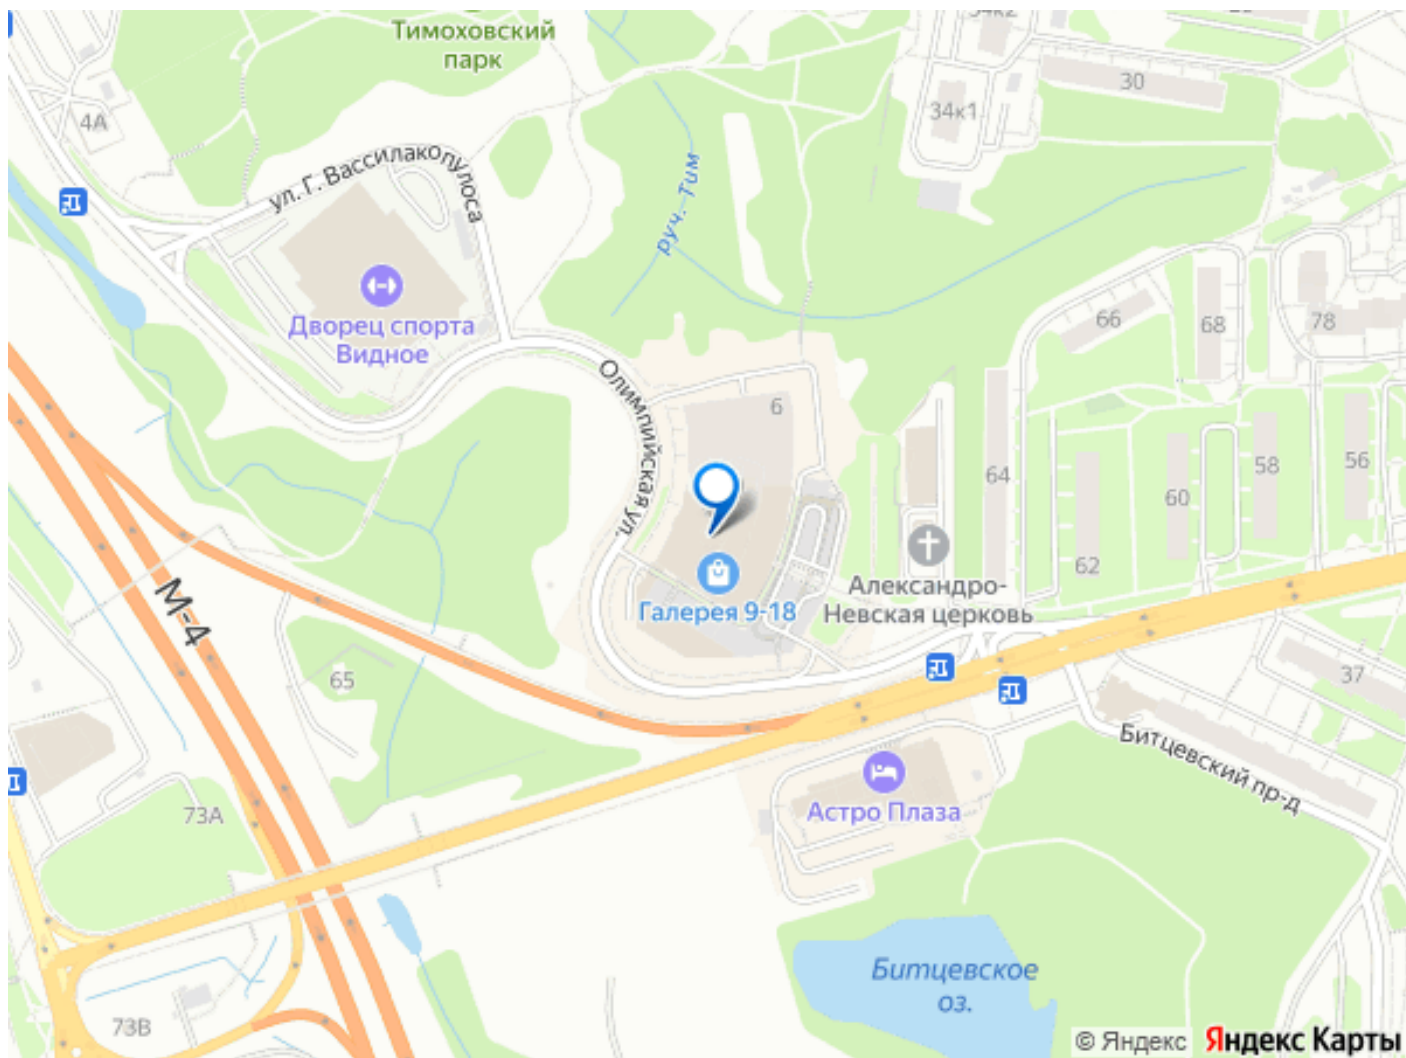 34к2
Тимоховский
парк
30
34к1
4А
ул. Г. Вассилакопулоса
руч. Тим
Дворец спорта
Видное
66
68
78
Олимпийская ул.
6
64
58
56
60
62
М-4
Галерея 9-18
Александро-
Невская церковь
65
37
Битцевский пр-д
Астро Плаза
73А
Битцевское
оз.
73В
© Яндекс Яндекс Карты